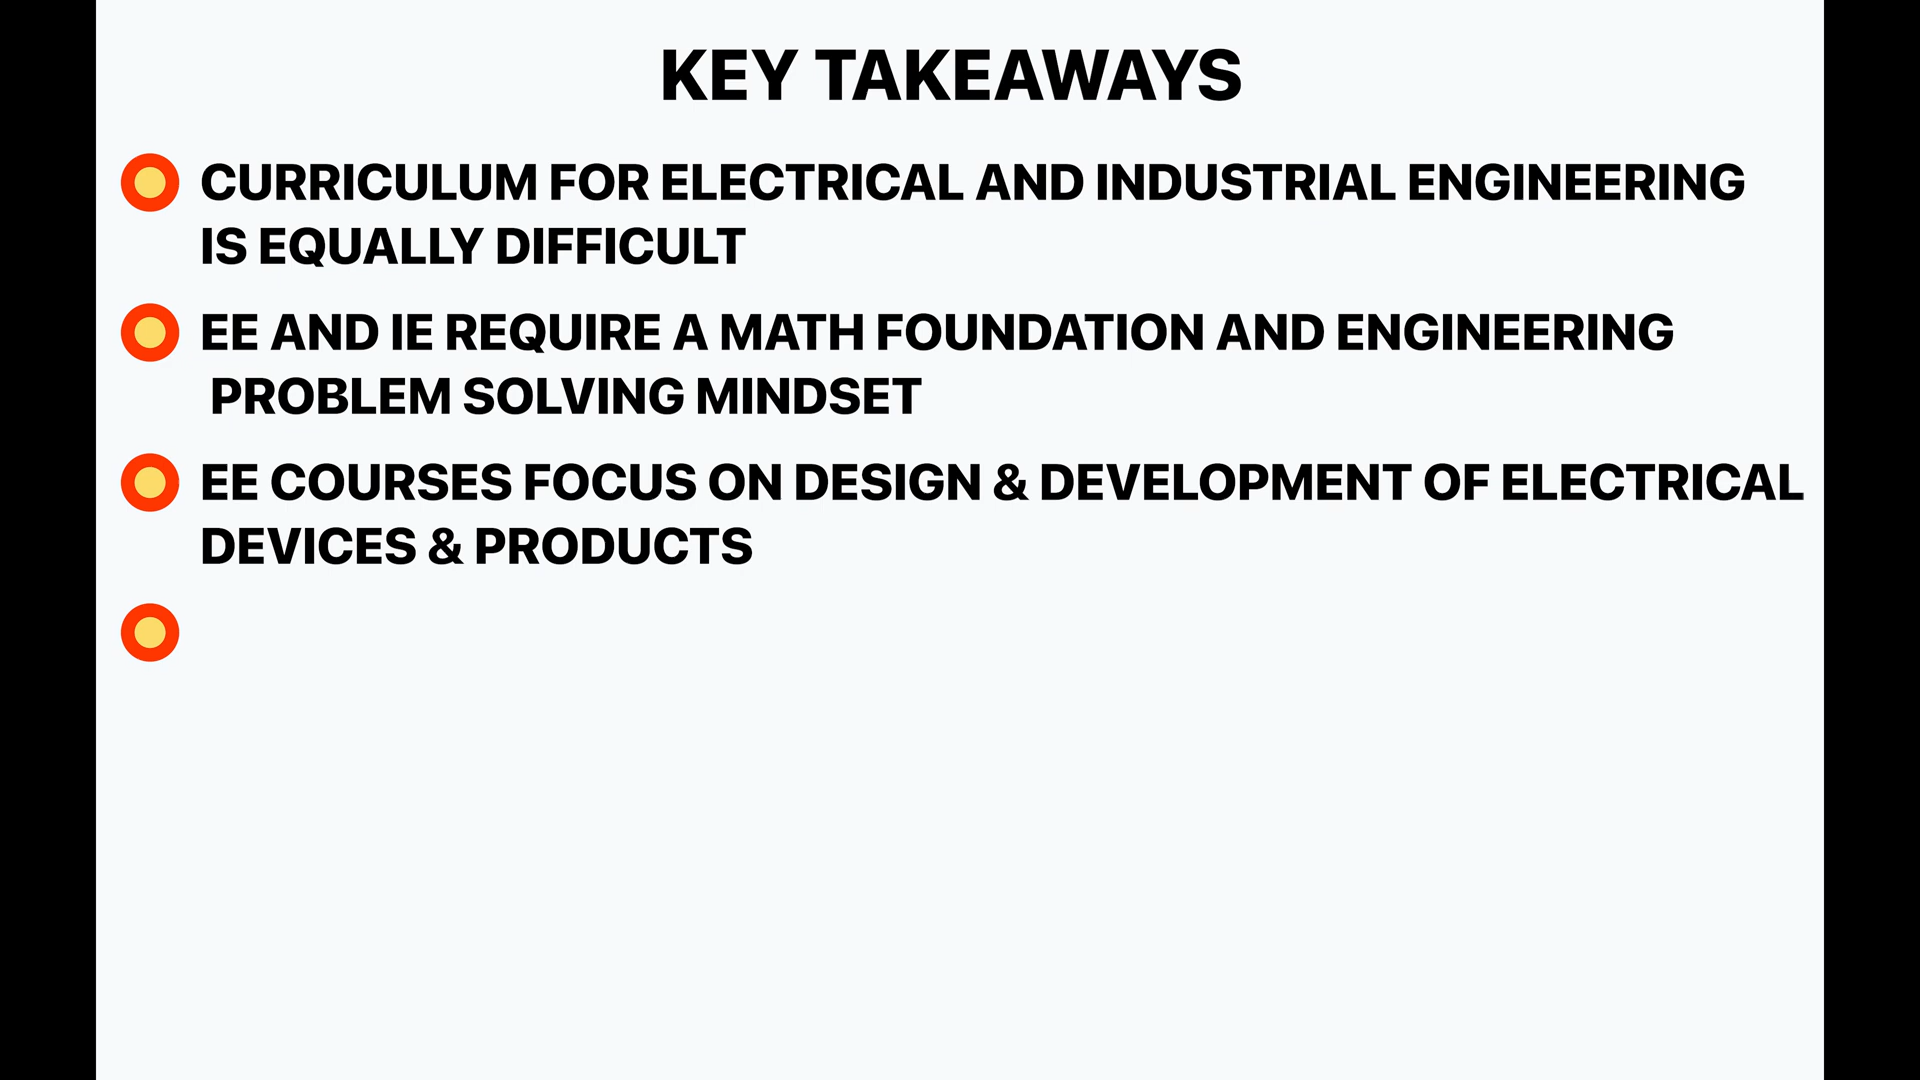 KEY TAKEAWAYS
CURRICULUM FOR ELECTRICAL AND INDUSTRIAL ENGINEERING
IS EQUALLY DIFFICULT
EE AND IE REQUIRE A MATH FOUNDATION AND ENGINEERING
PROBLEM SOLVING MINDSET
EE COURSES FOCUS ON DESIGN & DEVELOPMENT OF ELECTRICAL
DEVICES & PRODUCTS